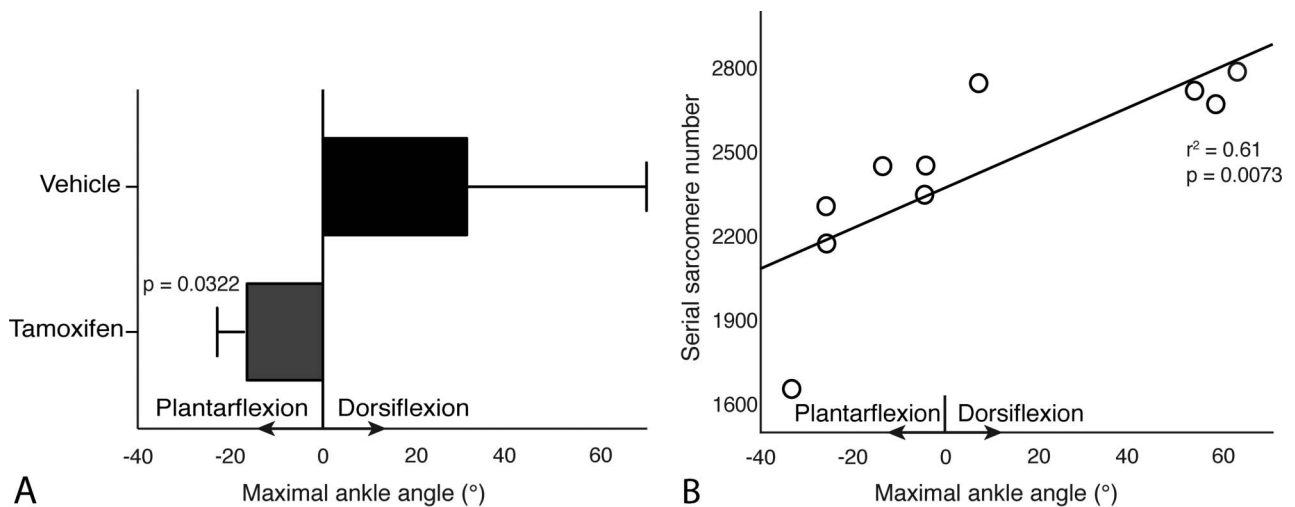 Vehicle
p = 0.0322
Tamoxifen
Plantarflexion Dorsiflexion
-40 -20 0 20 40 60
Maximal ankle angle (°)
A
Serial sarcomere number
2800
2500
2200
1900
1600
r² = 0.61
p = 0.0073
Plantarflexion Dorsiflexion
-40 -20 0 20 40 60
Maximal ankle angle (°)
B